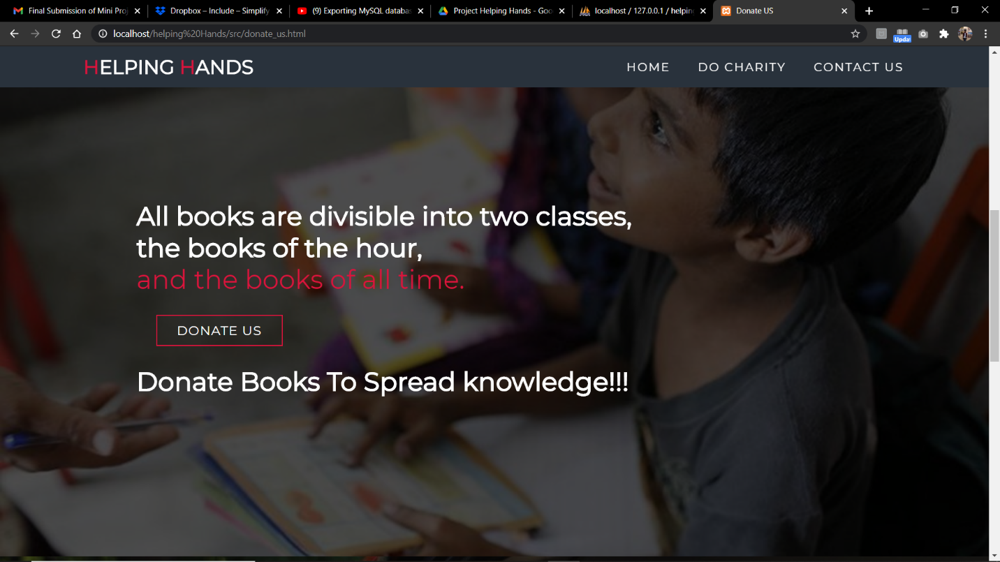 Final Submission of Mini Proj
Dropbox – Include – Simplify
(9) Exporting MySQL databas
Project Helping Hands - Goo
localhost / 127.0.0.1 / helpin
Donate US
localhost/helping%20Hands/src/donate_us.html
Updat
HELPING HANDS
HOME
DO CHARITY
CONTACT US
All books are divisible into two classes,
the books of the hour,
and the books of all time.
DONATE US
Donate Books To Spread knowledge!!!